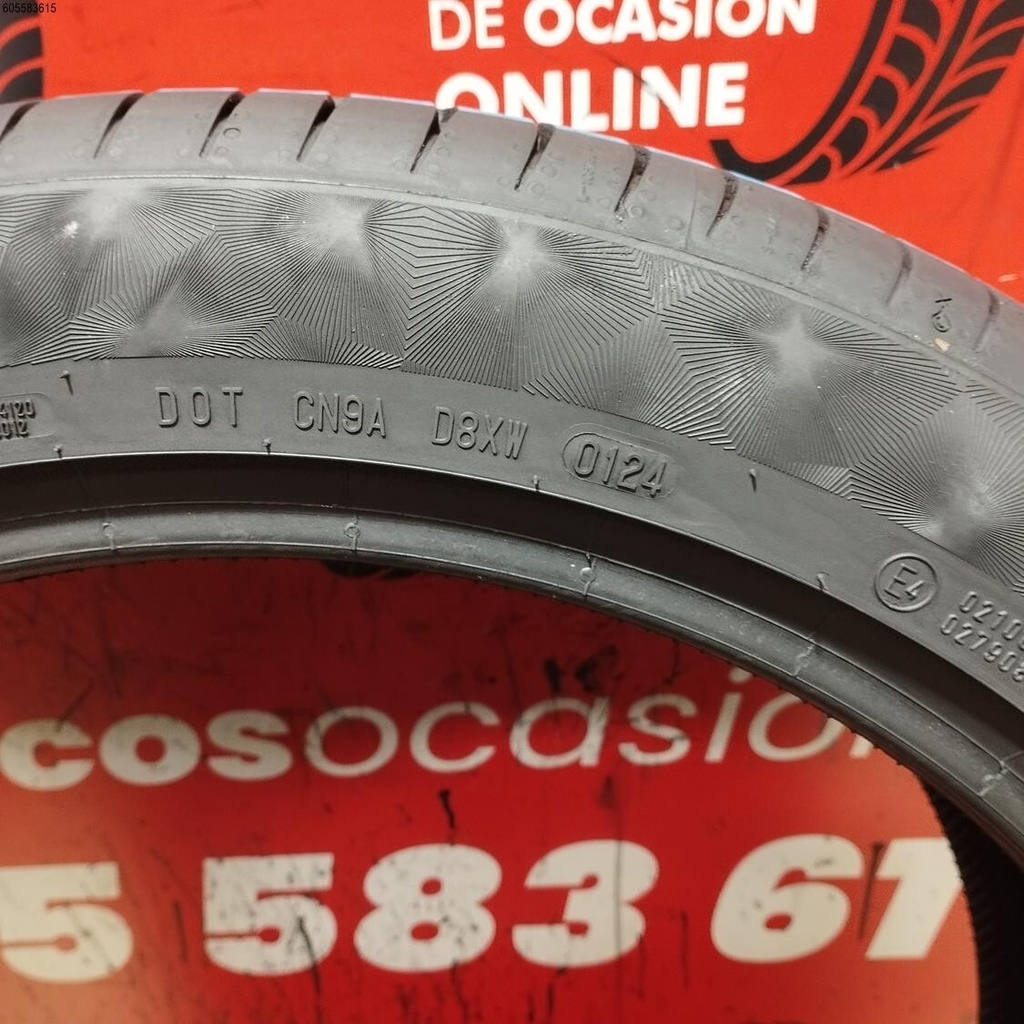 605583615
DE OCASIÓN
ONLINE
DOT CN9A D8XW 0124
E4
cosocasion
5 583 61